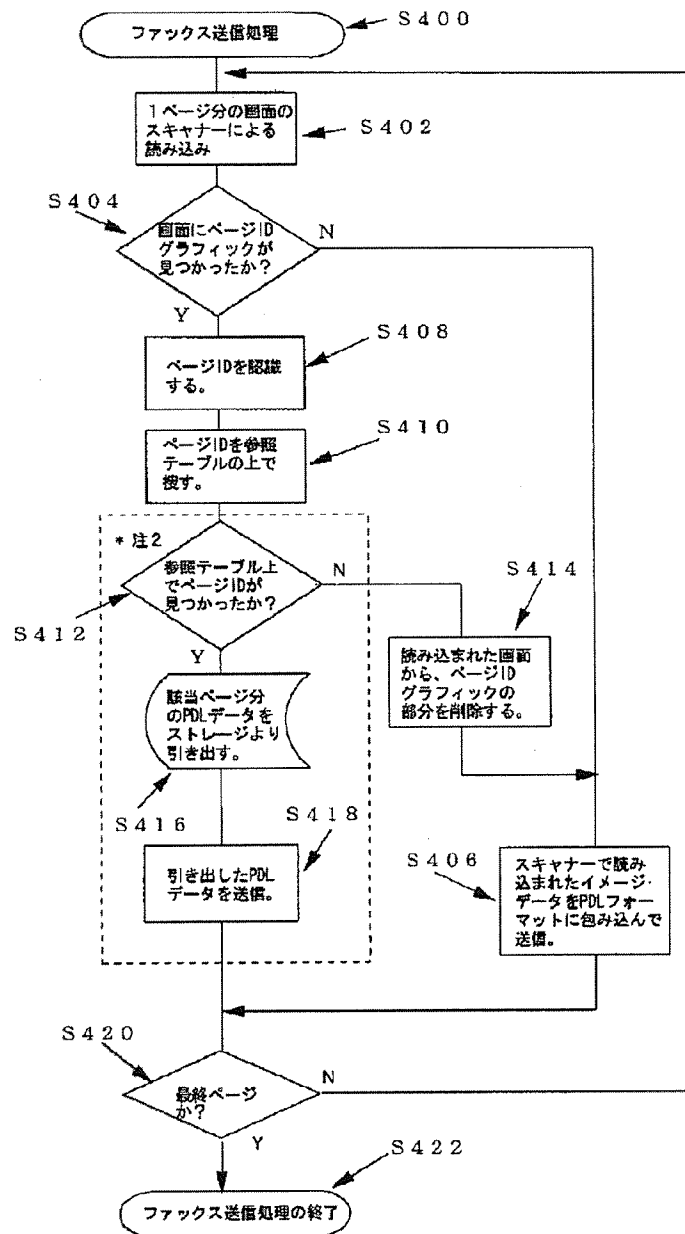 ファックス送信処理
S400
1ページ分の画面の
スキャナーによる
読み込み
S402
S404
画面にページID
グラフィックが
見つかったか?
N
Y
ページIDを認識
する。
S408
ページIDを参照
テーブルの上で
捜す。
S410
*注2
参照テーブル上
でページIDが
見つかったか?
N
S412
Y
S414
読み込まれた画面
から、ページID
グラフィックの
部分を削除する。
該当ページ分
のPDLデータを
ストレージより
引き出す。
S416
S418
引き出したPDL
データを送信。
S406
スキャナーで読み
込まれたイメージ・
データをPDLフォー
マットに包み込んで
送信。
S420
最終ページ
か?
N
Y
S422
ファックス送信処理の終了